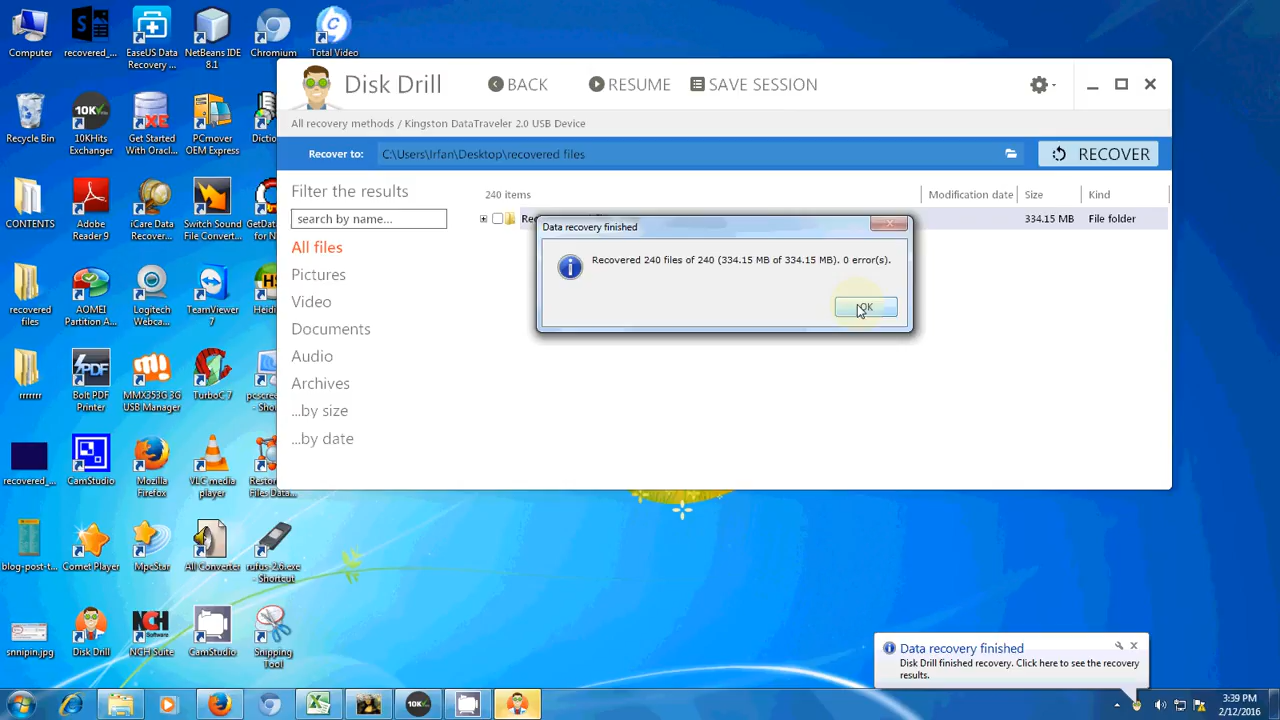 Computer
recovered_...
EaseUS Data
Recovery ...
NetBeans IDE
8.1
Chromium
Total Video
Recycle Bin
10KHits
Exchanger
Get Started
With Oracl...
PCmover
OEM Express
CONTENTS
Adobe
Reader 9
iCare Data
Recover...
Switch Sound
File Convert...
recovered
files
AOMEI
Partition A...
Logitech
Webca...
TeamViewer
7
rrrrrr
Bolt PDF
Printer
MMX353G 3G
USB Manager
TurboC 7
recovered_...
CamStudio
Mozilla
Firefox
VLC media
player
blog-post-t...
Comet Player
MpcStar
All Converter
rufus-2.6.exe
- Shortcut
snnipin.jpg
Disk Drill
NCH Suite
CamStudio
Snipping
Tool
Disk Drill
BACK
RESUME
SAVE SESSION
All recovery methods / Kingston DataTraveler 2.0 USB Device
Recover to:
C:\Users\Irfan\Desktop\recovered files
RECOVER
Filter the results
search by name...
All files
Pictures
Video
Documents
Audio
Archives
...by size
...by date
240 items
Modification date
Size
Kind
334.15 MB
File folder
Data recovery finished
Recovered 240 files of 240 (334.15 MB of 334.15 MB). 0 error(s).
OK
Data recovery finished
Disk Drill finished recovery. Click here to see the recovery
results.
10K
3:39 PM
2/12/2016